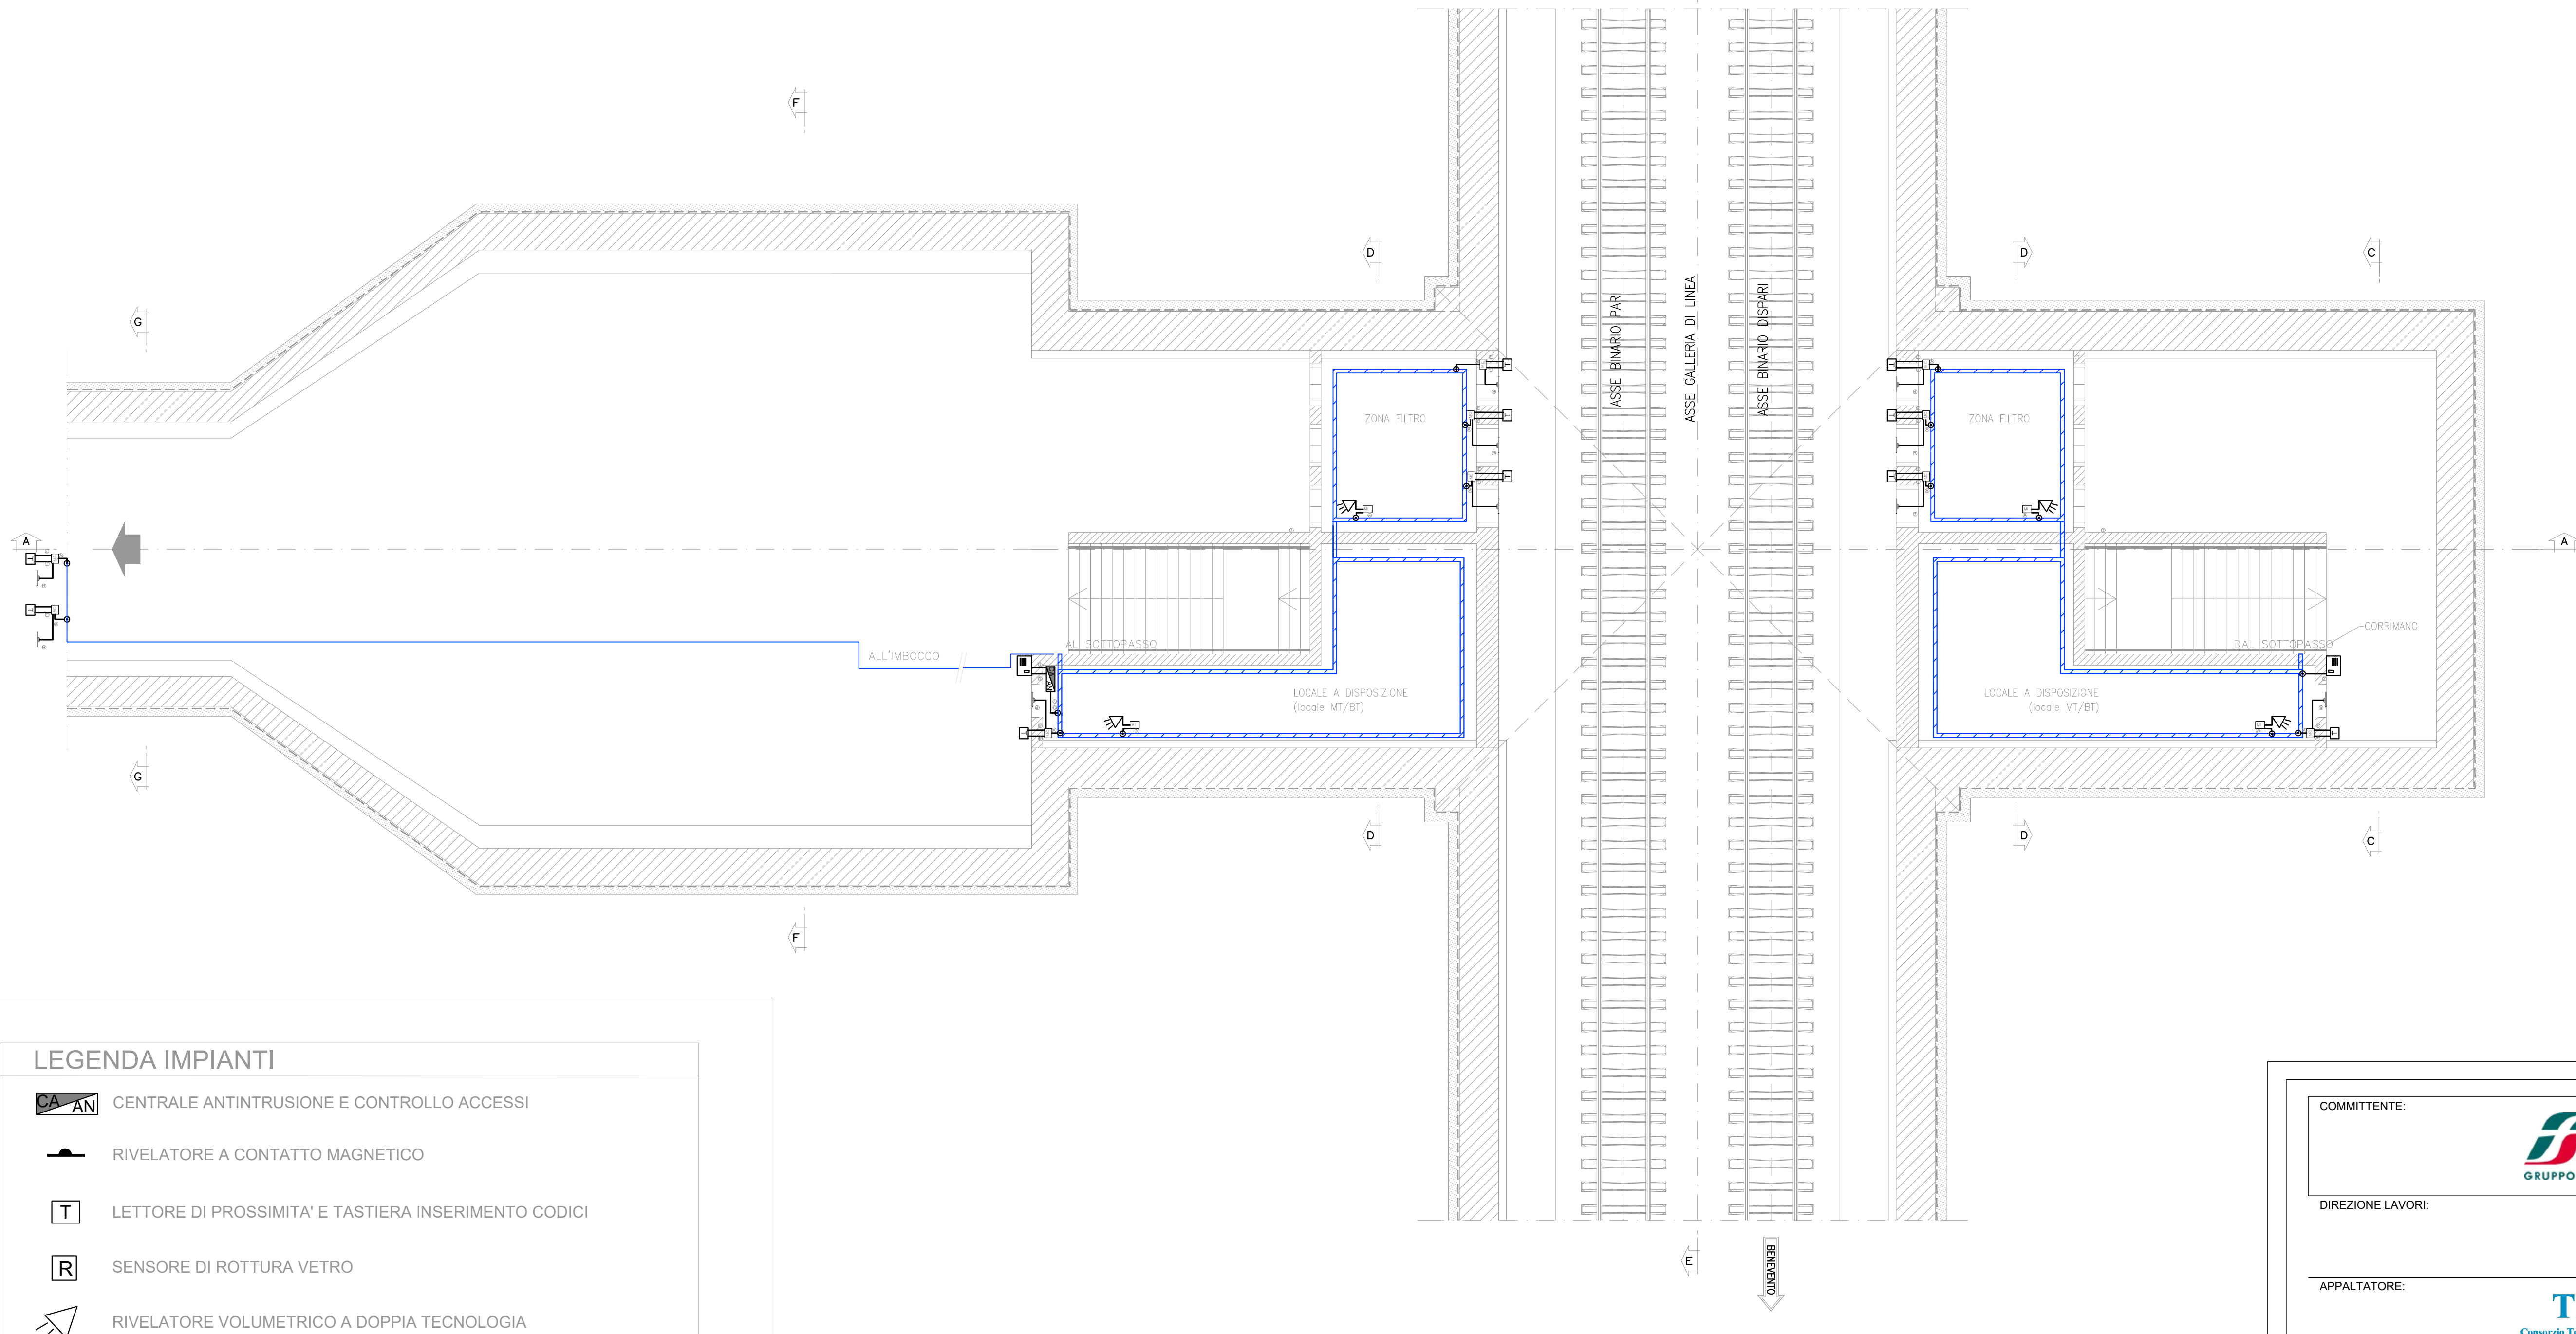 F
D
D
C
G
ASSE BINARIO PARI
ASSE GALLERIA DI LINEA
ASSE BINARIO DISPARI
T
T
T
T
T
T
ZONA FILTRO
ZONA FILTRO
A
A
T
T
AL SOTTOPASSO
DAL SOTTOPASSO
CORRIMANO
ALL'IMBOCCO
LOCALE A DISPOSIZIONE
(locale MT/BT)
LOCALE A DISPOSIZIONE
(locale MT/BT)
T
T
G
D
D
C
F
E
BENEVENTO
LEGENDA IMPIANTI
CA AN CENTRALE ANTINTRUSIONE E CONTROLLO ACCESSI
RIVELATORE A CONTATTO MAGNETICO
T LETTORE DI PROSSIMITA' E TASTIERA INSERIMENTO CODICI
R SENSORE DI ROTTURA VETRO
RIVELATORE VOLUMETRICO A DOPPIA TECNOLOGIA
COMMITTENTE:
GRUPPO
DIREZIONE LAVORI:
APPALTATORE:
T
Consorzio